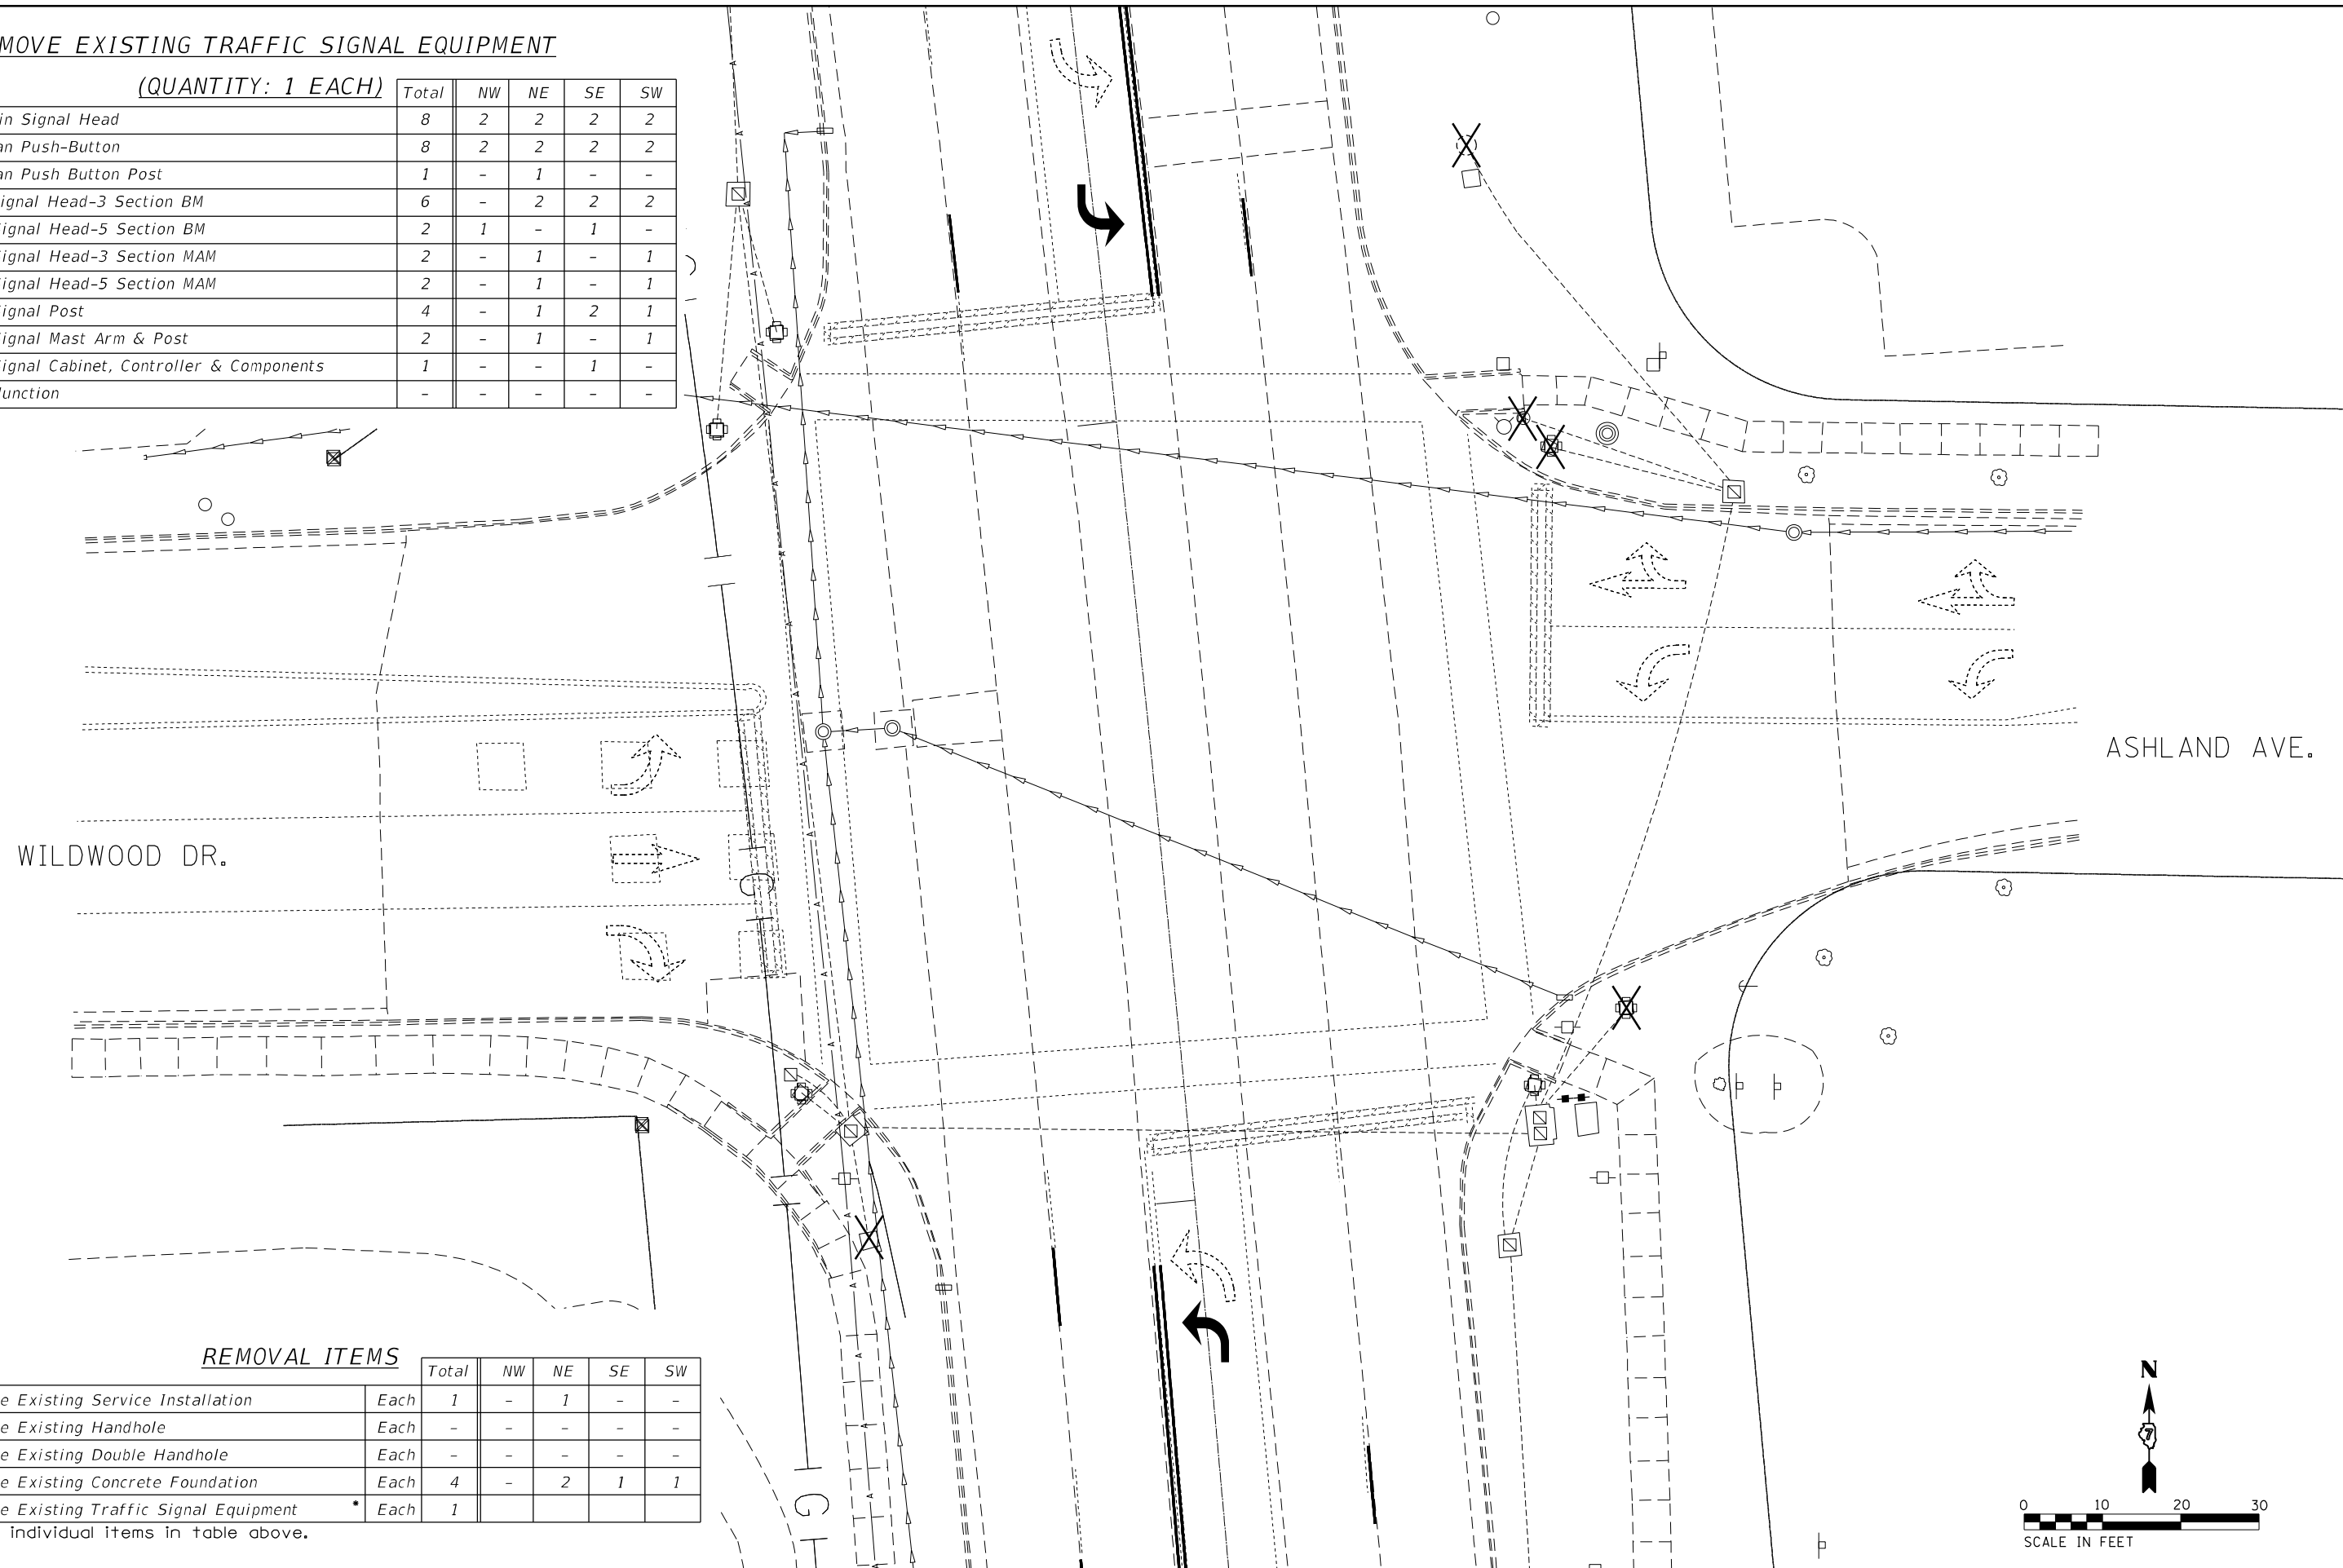 MOVE EXISTING TRAFFIC SIGNAL EQUIPMENT
(QUANTITY: 1 EACH) Total NW NE SE SW
in Signal Head 8 2 2 2 2
an Push-Button 8 2 2 2 2
an Push Button Post 1 - 1 - -
ignal Head-3 Section BM 6 - 2 2 2
ignal Head-5 Section BM 2 1 - 1 -
ignal Head-3 Section MAM 2 - 1 - 1
ignal Head-5 Section MAM 2 - 1 - 1
ignal Post 4 - 1 2 1
ignal Mast Arm & Post 2 - 1 - 1
ignal Cabinet, Controller & Components 1 - - 1 -
unction - - - - -
ASHLAND AVE.
WILDWOOD DR.
G
REMOVAL ITEMS Total NW NE SE SW
e Existing Service Installation Each 1 - 1 - -
e Existing Handhole Each - - - - -
e Existing Double Handhole Each - - - - -
e Existing Concrete Foundation Each 4 - 2 1 1
e Existing Traffic Signal Equipment * Each 1
individual items in table above.
G
N
7
0 10 20 30
SCALE IN FEET